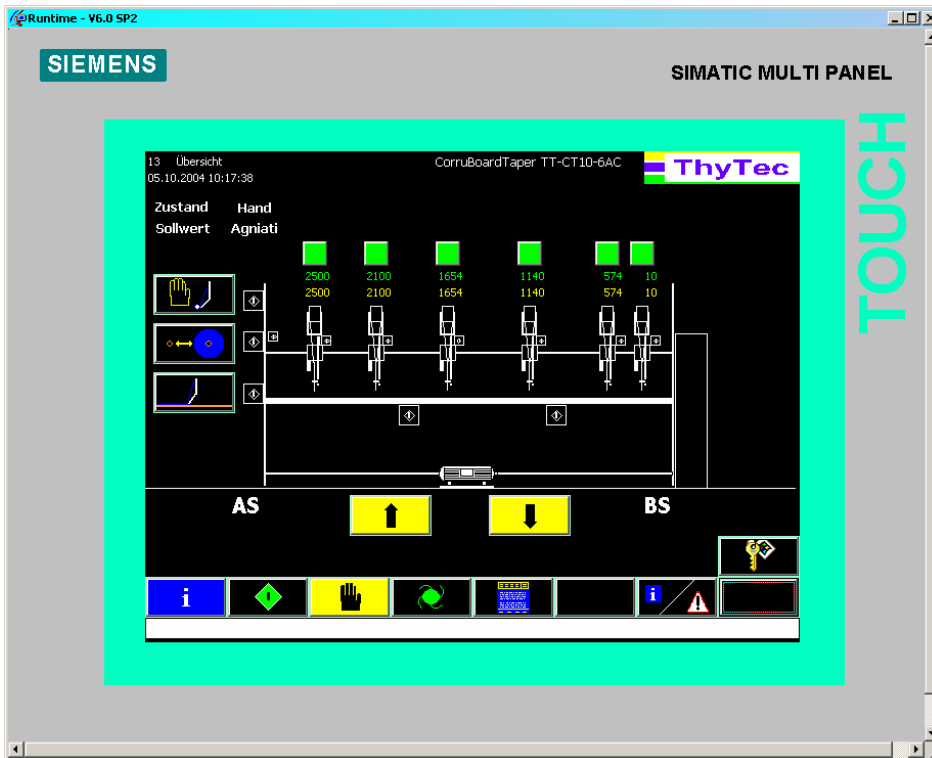 Runtime - V6.0 SP2
SIEMENS
SIMATIC MULTI PANEL
TOUCH
13 Übersicht
CorruBoardTaper TT-CT10-6AC
ThyTec
05.10.2004 10:17:38
Zustand Hand
Sollwert Agniati
2500 2100 1654 1140 574 10
2500 2100 1654 1140 574 10
AS
BS
i
i